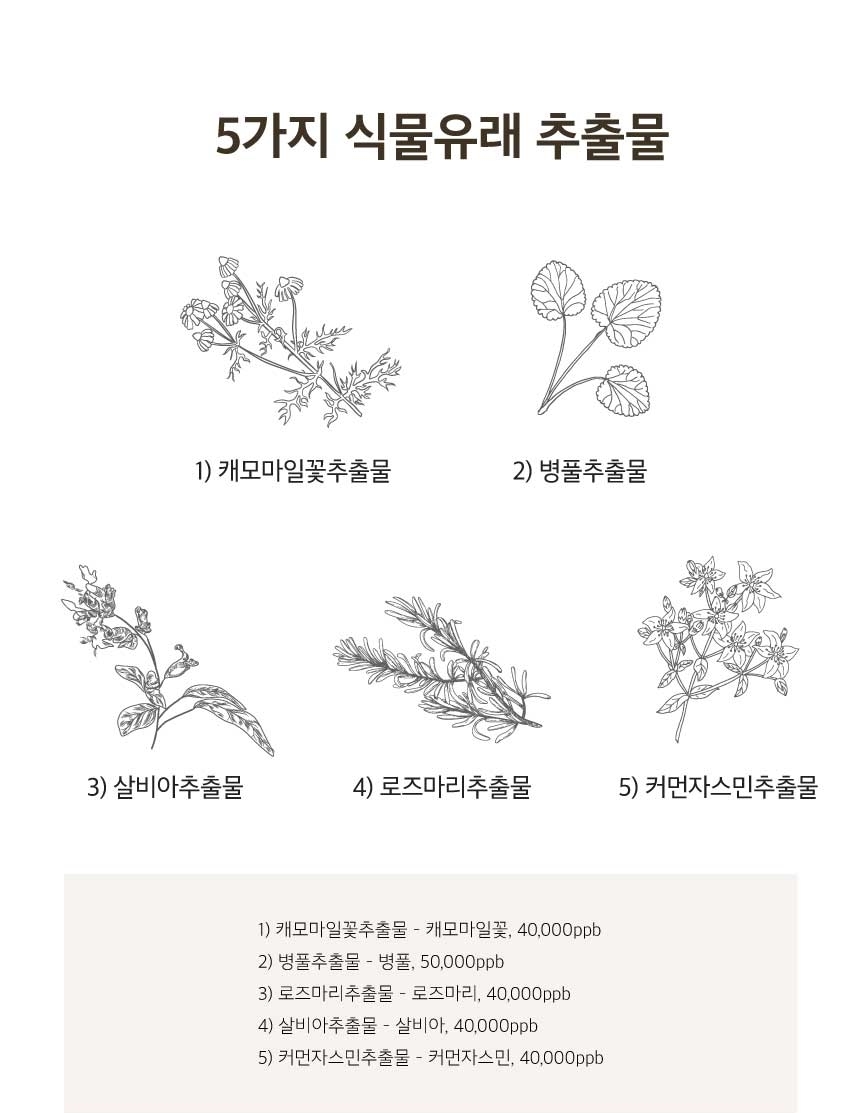 5가지 식물유래 추출물
1) 캐모마일꽃추출물
2) 병풀추출물
3) 살비아추출물
4) 로즈마리추출물
5) 커먼자스민추출물
1) 캐모마일꽃추출물 - 캐모마일꽃, 40,000ppb
2) 병풀추출물 - 병풀, 50,000ppb
3) 로즈마리추출물 - 로즈마리, 40,000ppb
4) 살비아추출물 - 살비아, 40,000ppb
5) 커먼자스민추출물 - 커먼자스민, 40,000ppb